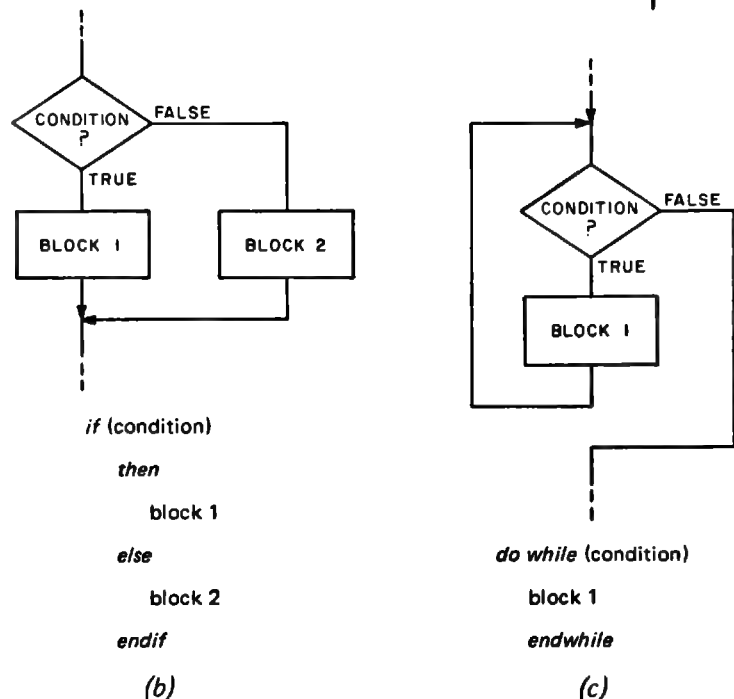 CONDITION
?
FALSE
TRUE
BLOCK 1
BLOCK 2
if (condition)
then
block 1
else
block 2
endif
(b)
CONDITION
?
FALSE
TRUE
BLOCK 1
do while (condition)
block 1
endwhile
(c)